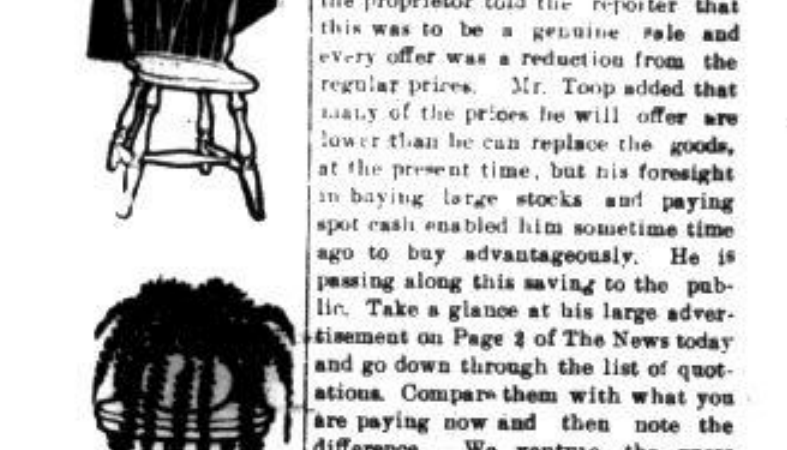 the proprietor told the reporter that
this was to be a genuine sale and
every offer was a reduction from the
regular prices. Mr. Toop added that
many of the prices he will offer are
lower than he can replace the goods,
at the present time, but his foresight
in buying large stocks and paying
spot cash enabled him sometime time
ago to buy advantageously. He is
passing along this saving to the pub-
lic. Take a glance at his large adver-
tisement on Page 2 of The News today
and go down through the list of quot-
ations. Compare them with what you
are paying now and then note the
difference. We venture the